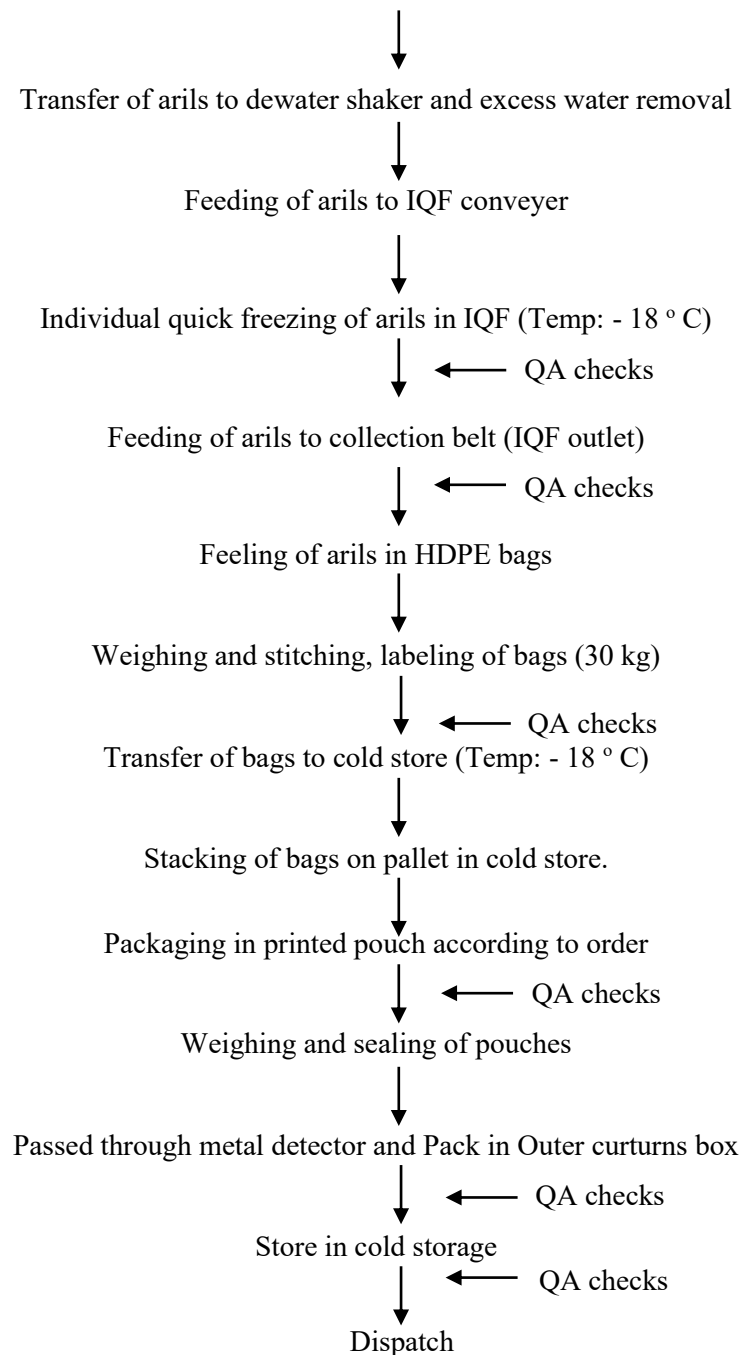 Transfer of arils to dewater shaker and excess water removal
Feeding of arils to IQF conveyer
Individual quick freezing of arils in IQF (Temp: - 18 ° C)
QA checks
Feeding of arils to collection belt (IQF outlet)
QA checks
Feeling of arils in HDPE bags
Weighing and stitching, labeling of bags (30 kg)
QA checks
Transfer of bags to cold store (Temp: - 18 ° C)
Stacking of bags on pallet in cold store.
Packaging in printed pouch according to order
QA checks
Weighing and sealing of pouches
Passed through metal detector and Pack in Outer curturns box
QA checks
Store in cold storage
QA checks
Dispatch